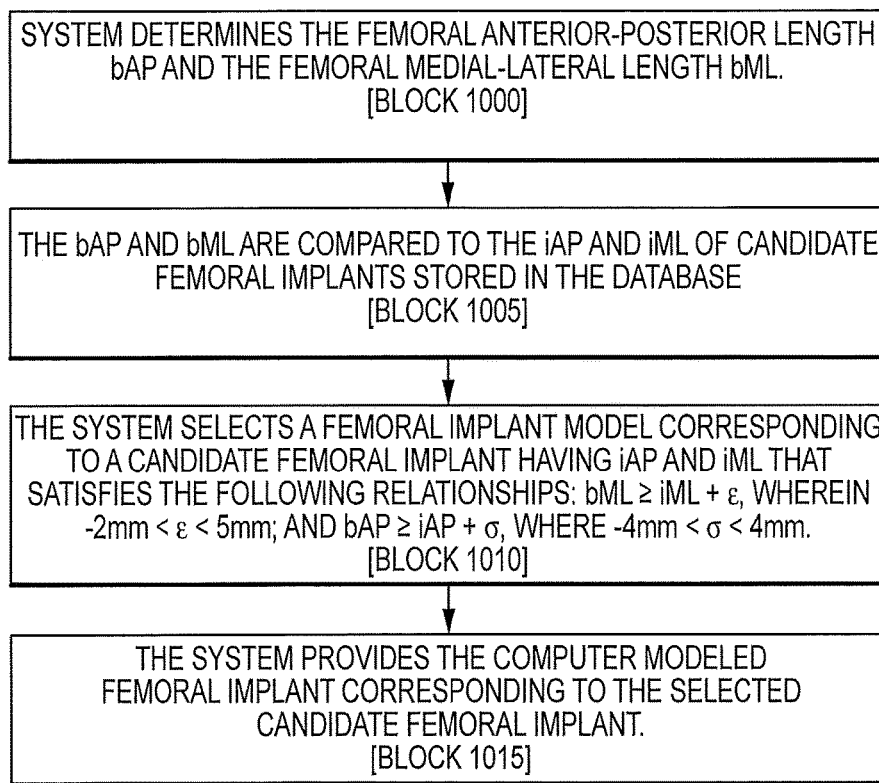 SYSTEM DETERMINES THE FEMORAL ANTERIOR-POSTERIOR LENGTH
bAP AND THE FEMORAL MEDIAL-LATERAL LENGTH bML.
[BLOCK 1000]
THE bAP AND bML ARE COMPARED TO THE iAP AND iML OF CANDIDATE
FEMORAL IMPLANTS STORED IN THE DATABASE
[BLOCK 1005]
THE SYSTEM SELECTS A FEMORAL IMPLANT MODEL CORRESPONDING
TO A CANDIDATE FEMORAL IMPLANT HAVING iAP AND iML THAT
SATISFIES THE FOLLOWING RELATIONSHIPS: bML ≥ iML + ε, WHEREIN
-2mm < ε < 5mm; AND bAP ≥ iAP + σ, WHERE -4mm < σ < 4mm.
[BLOCK 1010]
THE SYSTEM PROVIDES THE COMPUTER MODELED
FEMORAL IMPLANT CORRESPONDING TO THE SELECTED
CANDIDATE FEMORAL IMPLANT.
[BLOCK 1015]